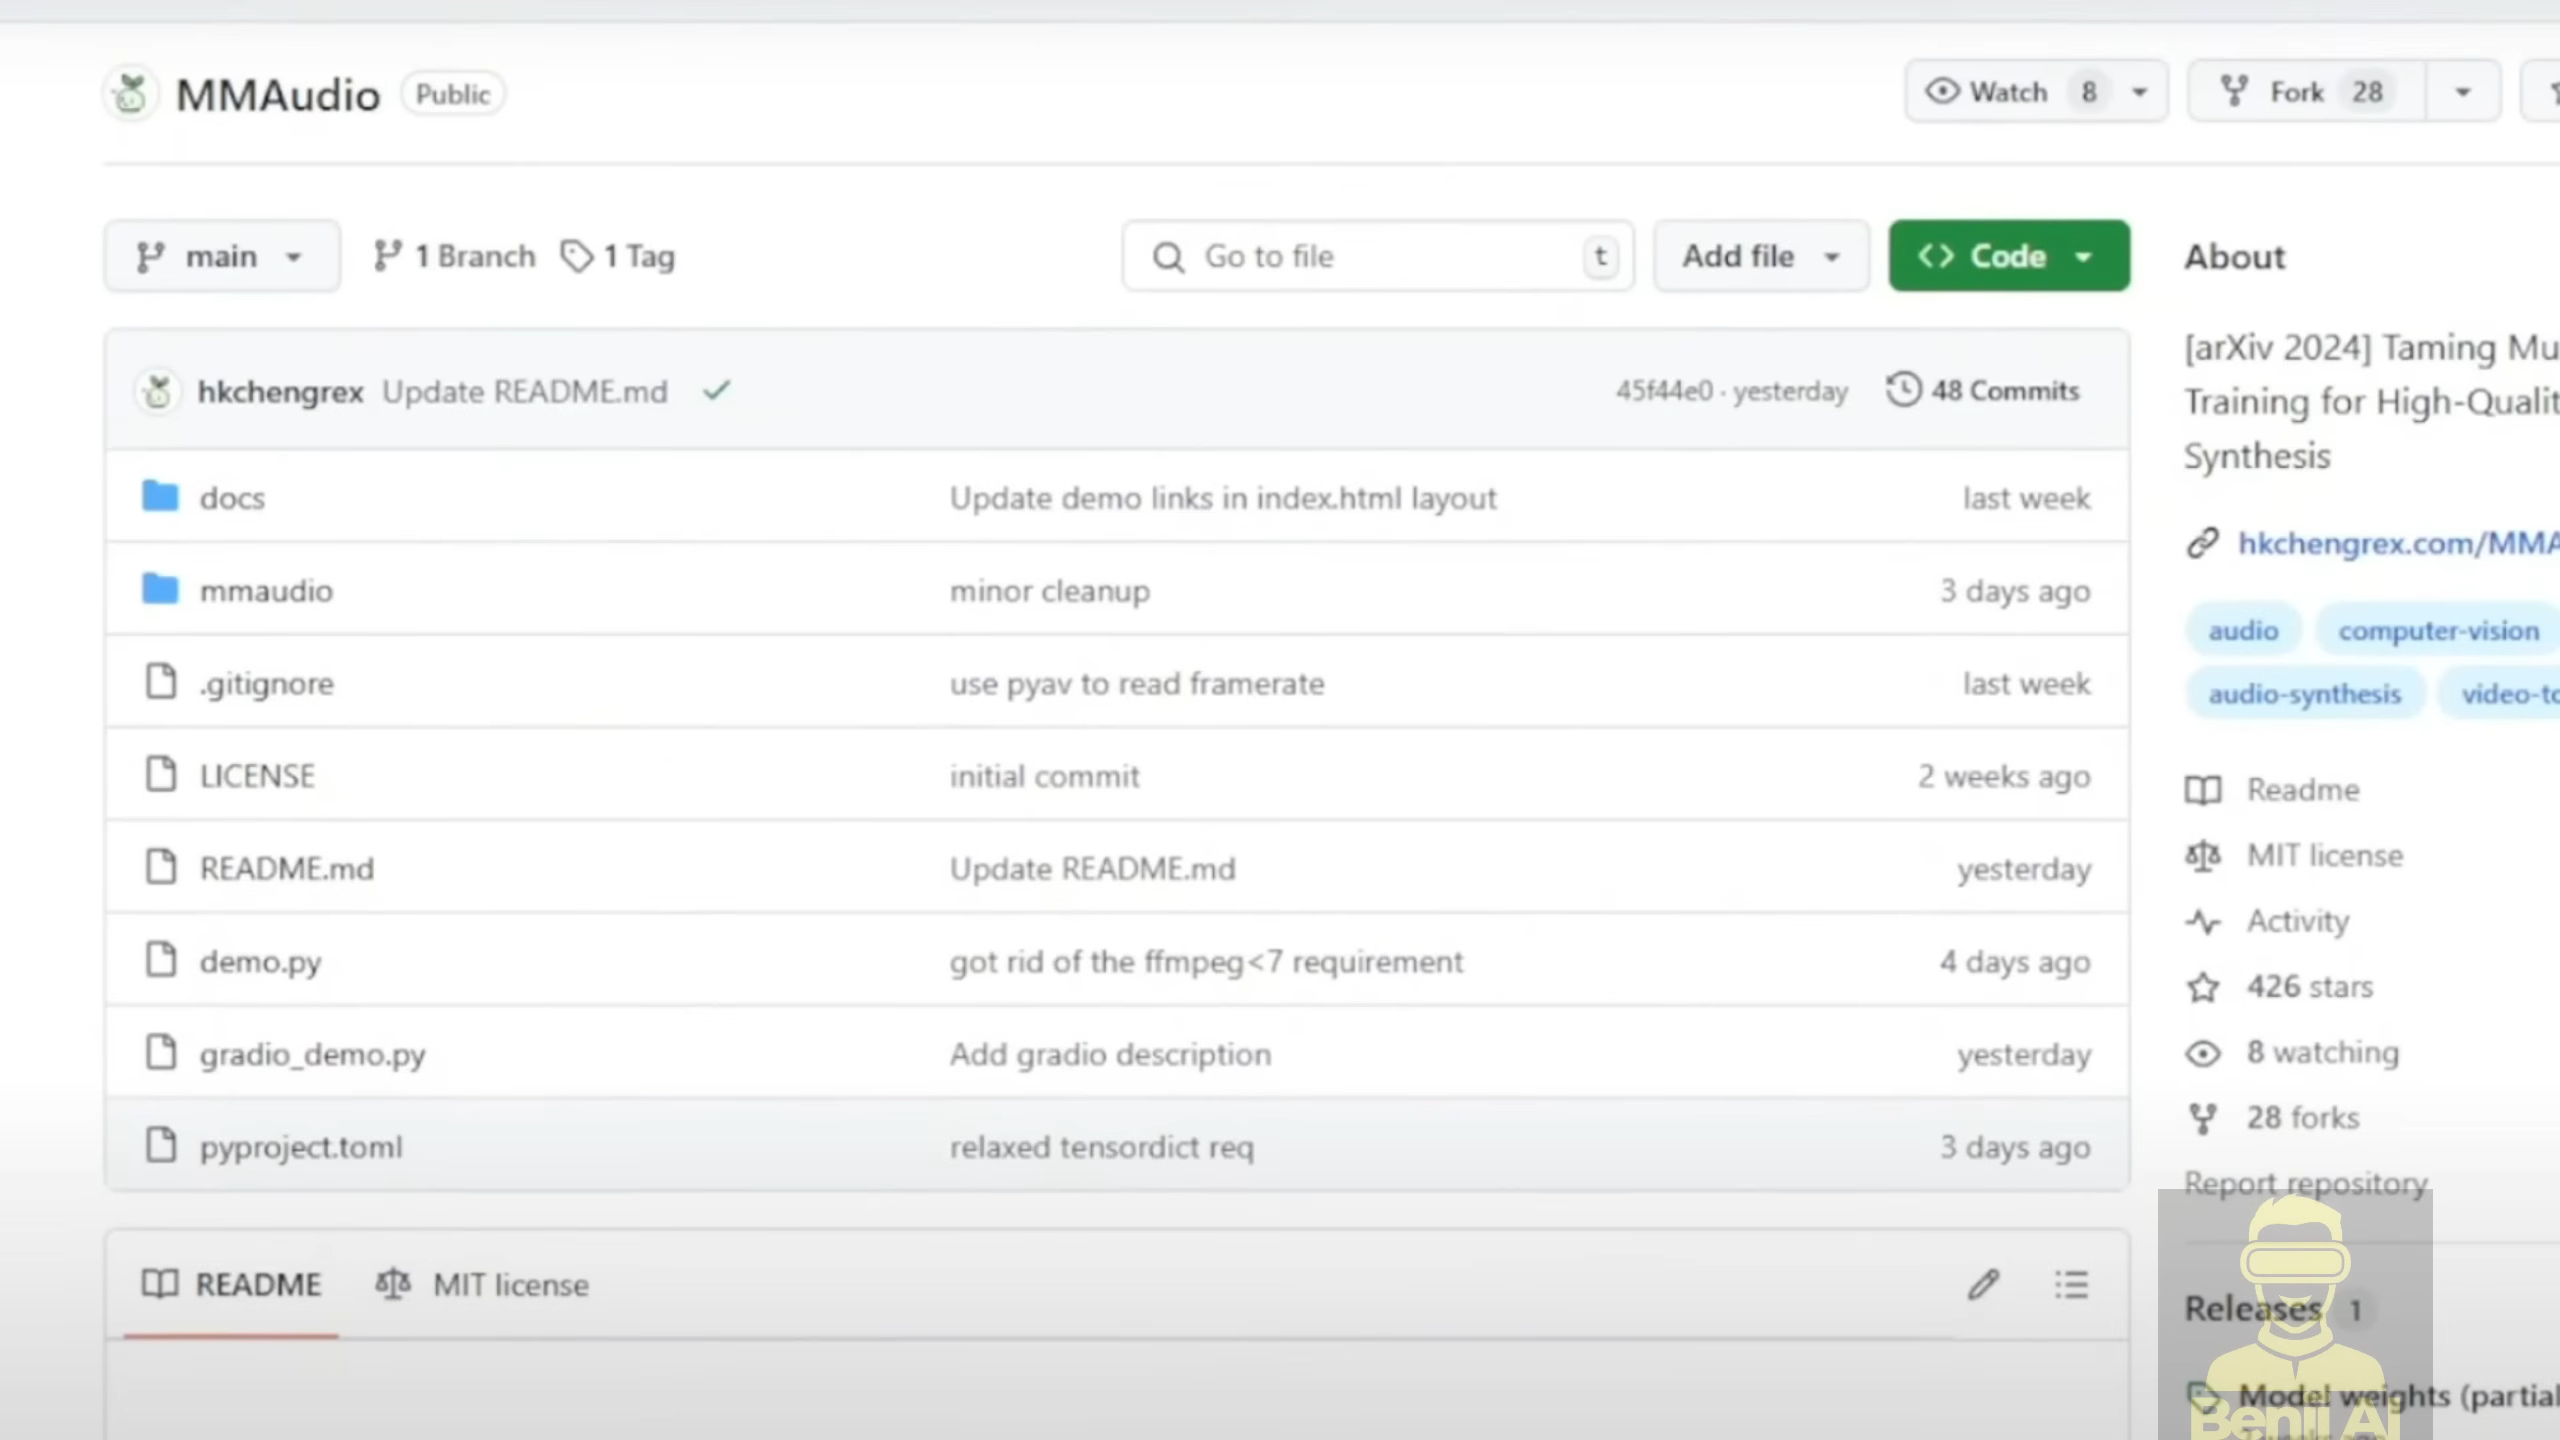 MMAudio Public
Watch 8
Fork 28
main
1 Branch
1 Tag
Go to file t
Add file
Code
hkchengrex Update README.md
45f44e0 · yesterday
48 Commits
docs Update demo links in index.html layout last week
mmaudio minor cleanup 3 days ago
.gitignore use pyav to read framerate last week
LICENSE initial commit 2 weeks ago
README.md Update README.md yesterday
demo.py got rid of the ffmpeg<7 requirement 4 days ago
gradio_demo.py Add gradio description yesterday
pyproject.toml relaxed tensordict req 3 days ago
README
MIT license
About
[arXiv 2024] Taming Mu
Training for High-Qualit
Synthesis
hkchengrex.com/MMA
audio computer-vision
audio-synthesis video-to
Readme
MIT license
Activity
426 stars
8 watching
28 forks
Report repository
Releases 1
Model weights (partial
Benji AI